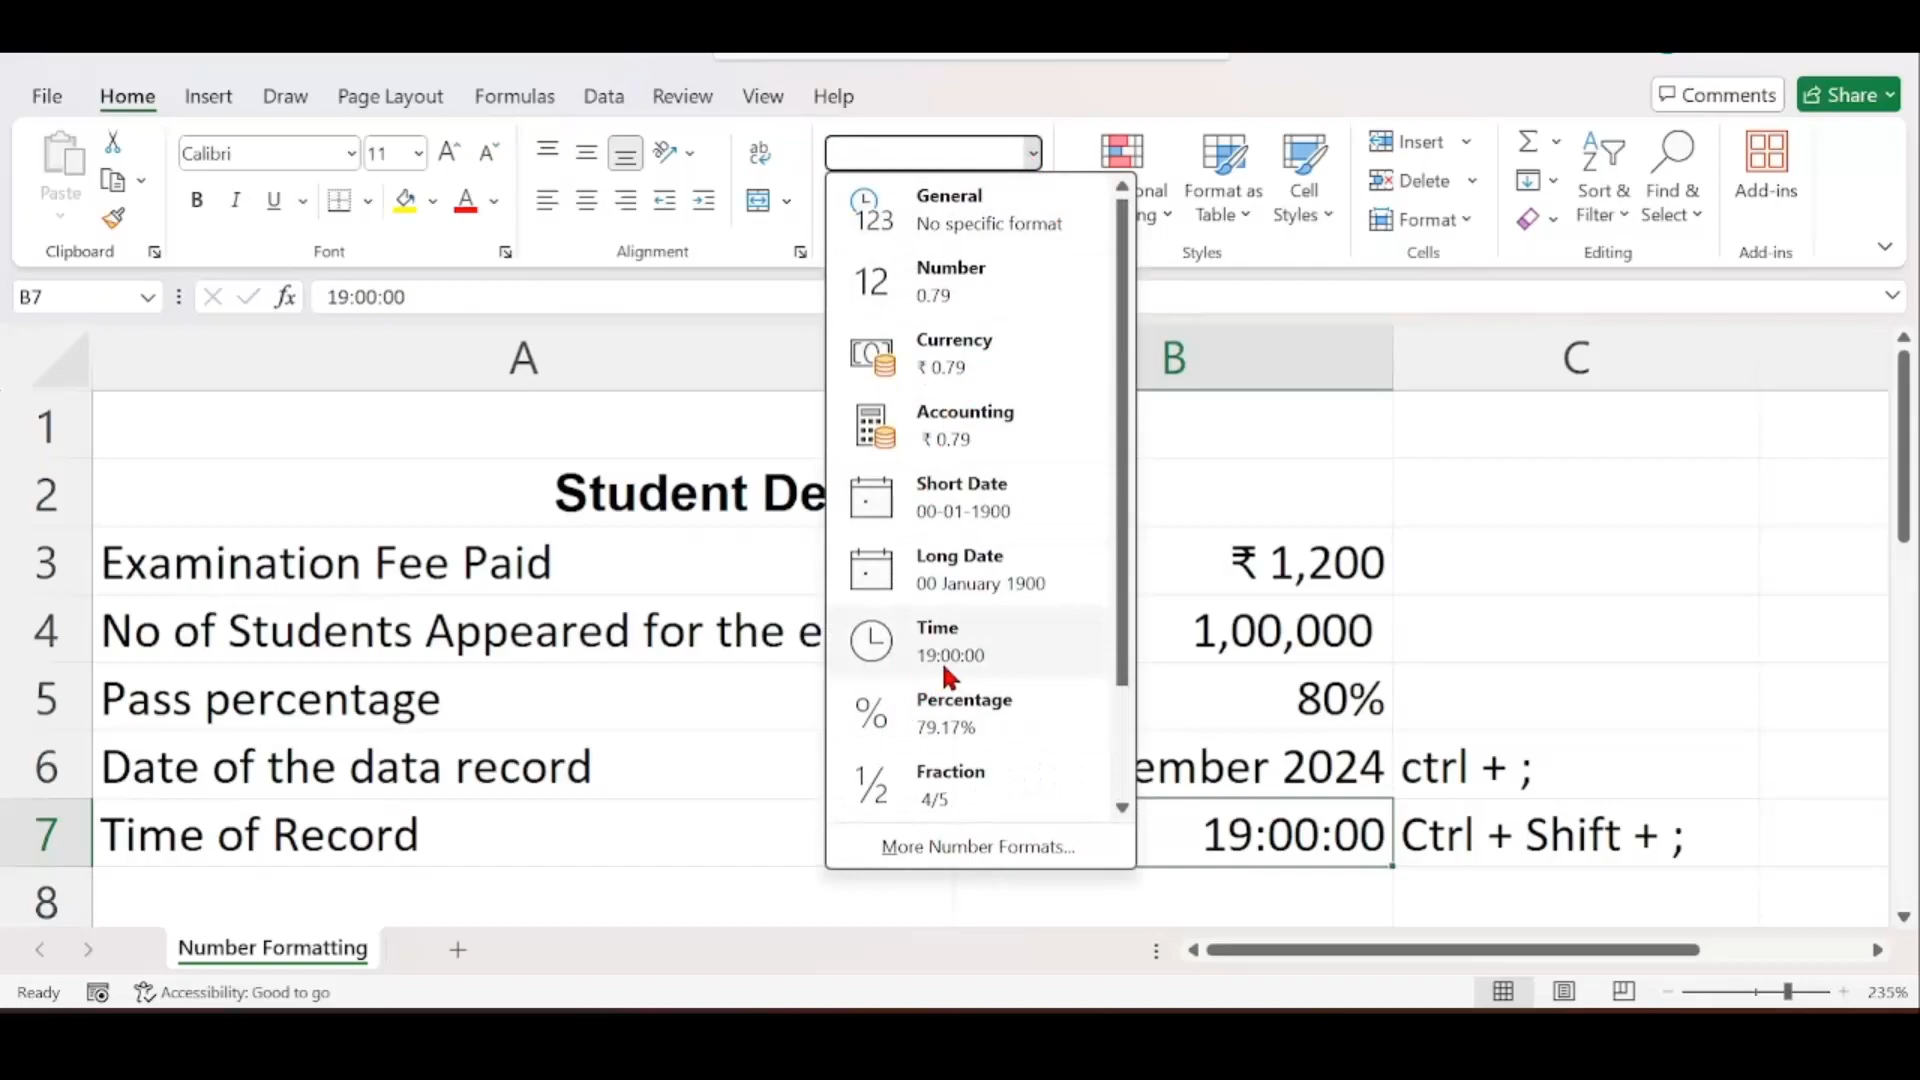 File Home Insert Draw Page Layout Formulas Data Review View Help Comments Share
Paste
Clipboard
Calibri 11
B I U
Font
Alignment
Format as Table
Cell Styles
Styles
Insert
Delete
Format
Cells
Sort & Filter
Find & Select
Editing
Add-ins
Add-ins
B7 fx 19:00:00
General
No specific format
Number
0.79
Currency
₹ 0.79
Accounting
₹ 0.79
Short Date
00-01-1900
Long Date
00 January 1900
Time
19:00:00
Percentage
79.17%
Fraction
4/5
More Number Formats...
A B C
1
2 Student De
3 Examination Fee Paid ₹ 1,200
4 No of Students Appeared for the e 1,00,000
5 Pass percentage 80%
6 Date of the data record ember 2024 ctrl + ;
7 Time of Record 19:00:00 Ctrl + Shift + ;
8
Number Formatting
Ready Accessibility: Good to go 235%